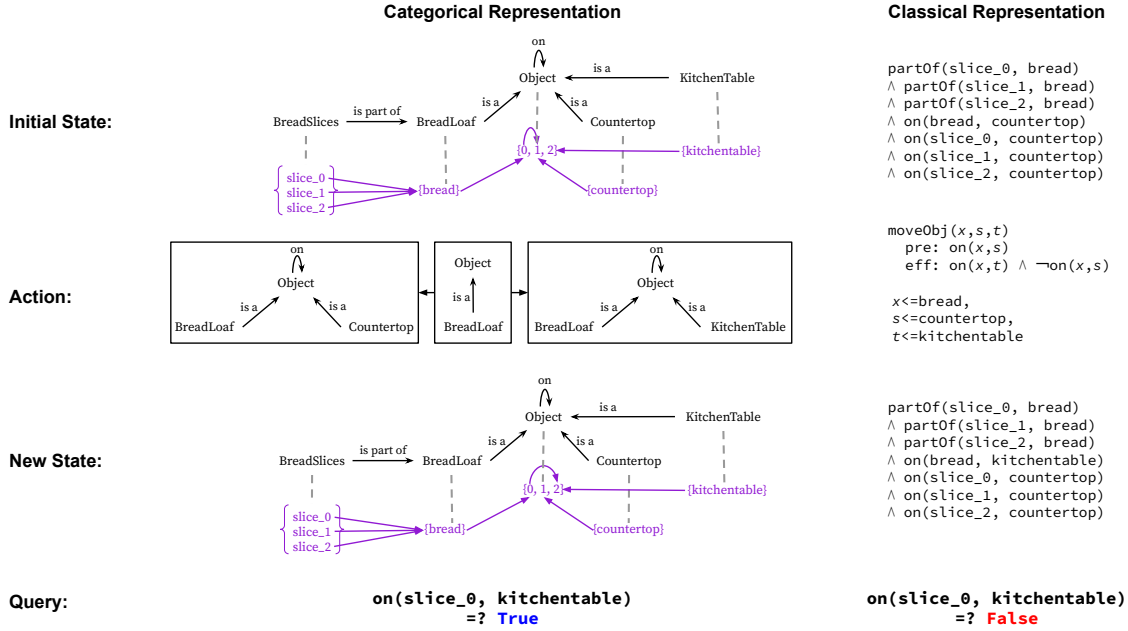 Categorical Representation
Classical Representation
Initial State:
on
Object
is a
KitchenTable
is a
is a
BreadSlices
is part of
BreadLoaf
Countertop
{0, 1, 2}
{kitchentable}
slice_0
slice_1
slice_2
{bread}
{countertop}
partOf(slice_0, bread)
∧ partOf(slice_1, bread)
∧ partOf(slice_2, bread)
∧ on(bread, countertop)
∧ on(slice_0, countertop)
∧ on(slice_1, countertop)
∧ on(slice_2, countertop)
Action:
on
Object
is a
is a
BreadLoaf
Countertop
Object
is a
BreadLoaf
on
Object
is a
is a
BreadLoaf
KitchenTable
moveObj(x,s,t)
pre: on(x,s)
eff: on(x,t) ∧ ¬on(x,s)
x<=bread,
s<=countertop,
t<=kitchentable
New State:
on
Object
is a
KitchenTable
is a
is a
BreadSlices
is part of
BreadLoaf
Countertop
{0, 1, 2}
{kitchentable}
slice_0
slice_1
slice_2
{bread}
{countertop}
partOf(slice_0, bread)
∧ partOf(slice_1, bread)
∧ partOf(slice_2, bread)
∧ on(bread, kitchentable)
∧ on(slice_0, countertop)
∧ on(slice_1, countertop)
∧ on(slice_2, countertop)
Query:
on(slice_0, kitchentable)
=? True
on(slice_0, kitchentable)
=? False